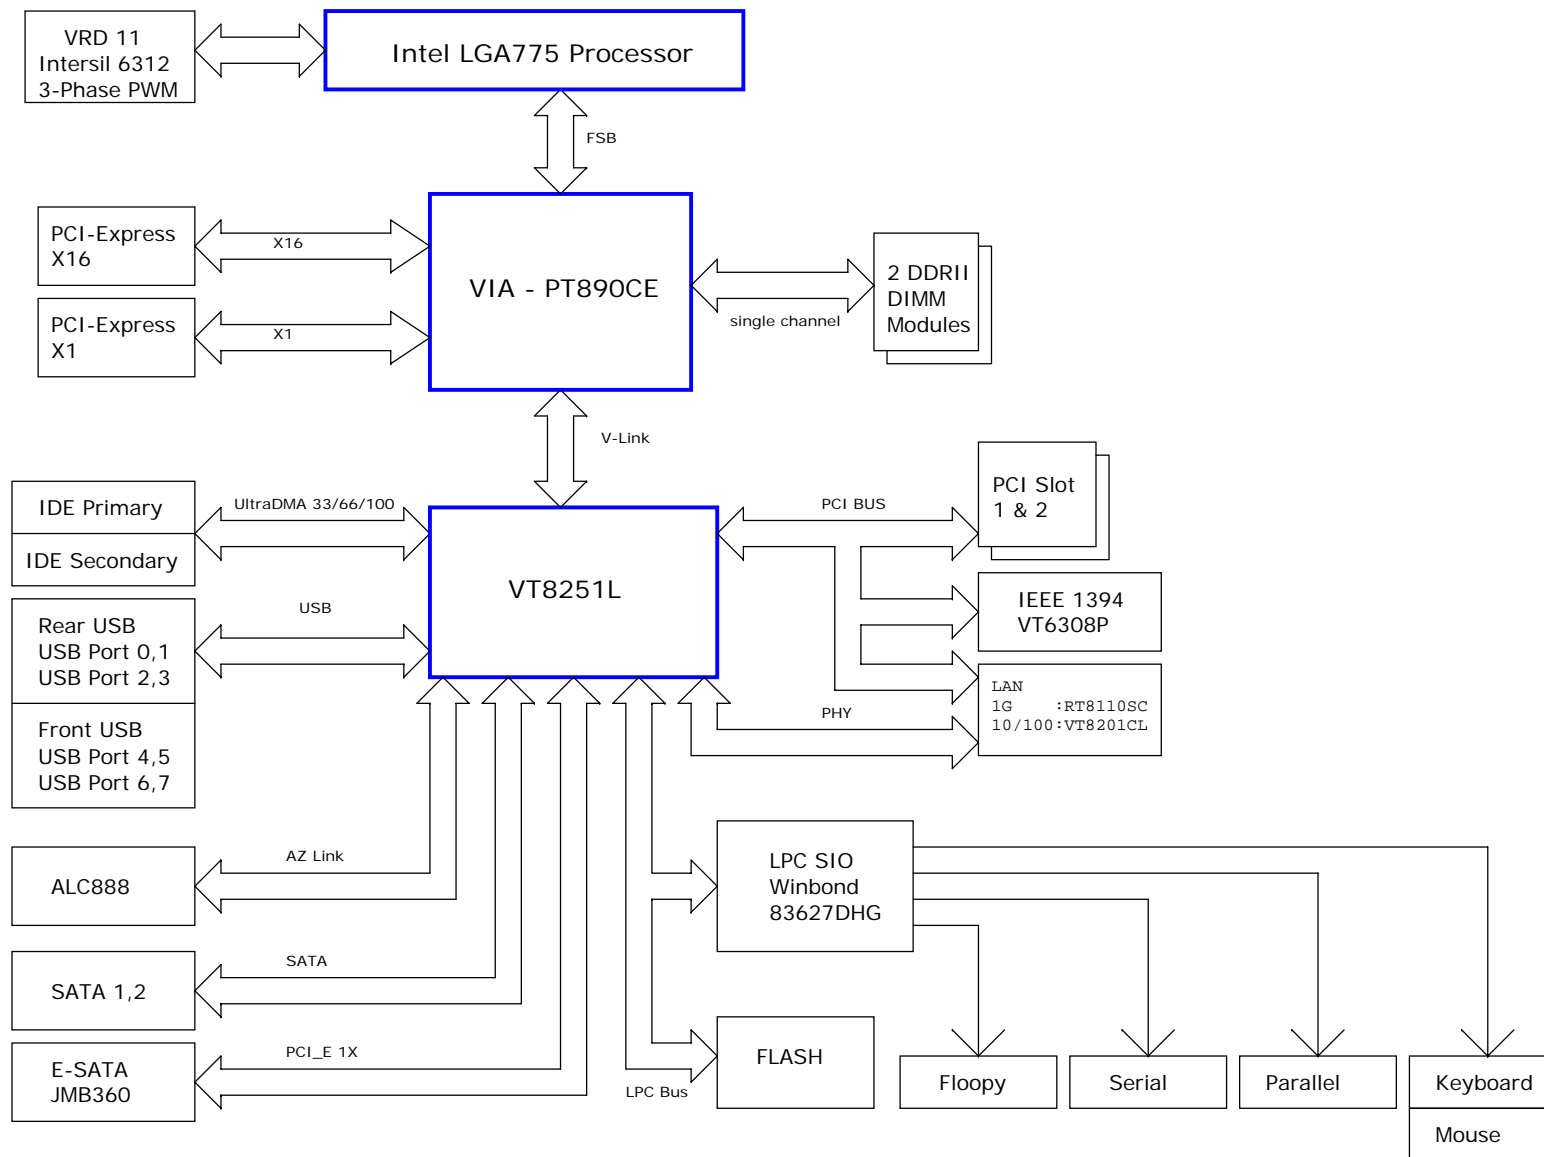 VRD 11
Intersil 6312
3-Phase PWM
Intel LGA775 Processor
FSB
PCI-Express
X16
X16
VIA - PT890CE
2 DDRII
DIMM
Modules
single channel
PCI-Express
X1
X1
V-Link
IDE Primary
IDE Secondary
UltraDMA 33/66/100
VT8251L
PCI BUS
PCI Slot
1 & 2
IEEE 1394
VT6308P
LAN
1G :RT8110SC
10/100:VT8201CL
PHY
Rear USB
USB Port 0,1
USB Port 2,3
USB
Front USB
USB Port 4,5
USB Port 6,7
ALC888
AZ Link
SATA 1,2
SATA
E-SATA
JMB360
PCI_E 1X
LPC Bus
LPC SIO
Winbond
83627DHG
FLASH
Floopy
Serial
Parallel
Keyboard
Mouse